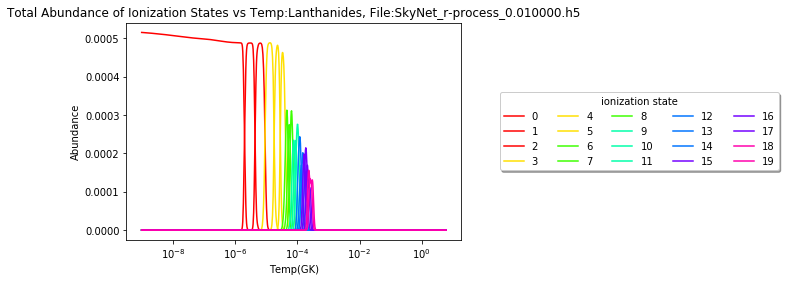 Total Abundance of Ionization States vs Temp:Lanthanides, File:SkyNet_r-process_0.010000.h5
0.0005
0.0004
0.0003
0.0002
0.0001
0.0000
Abundance
10^-8 10^-6 10^-4 10^-2 10^0
Temp(GK)
ionization state
0 4 8 12 16
1 5 9 13 17
2 6 10 14 18
3 7 11 15 19